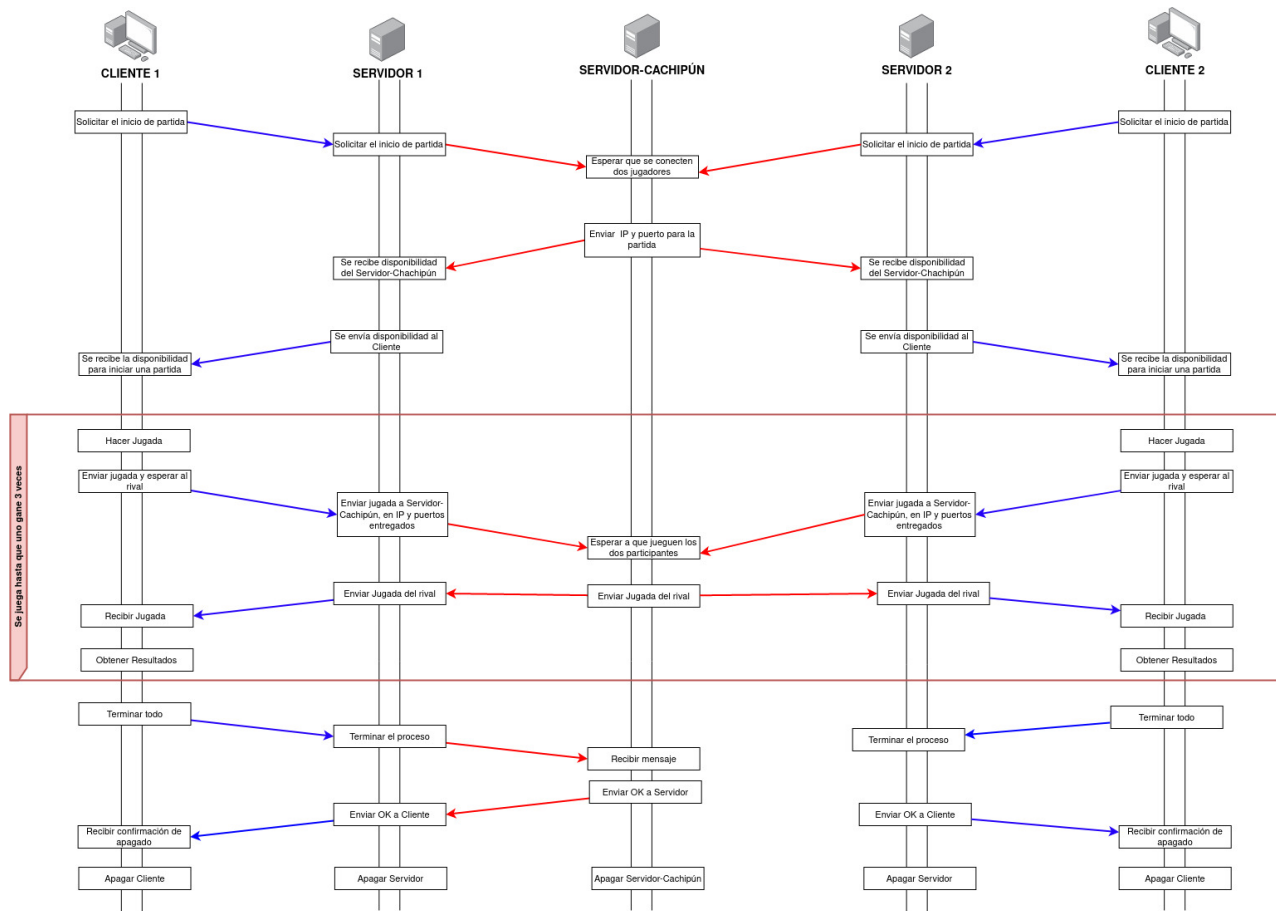 CLIENTE 1
SERVIDOR 1
SERVIDOR-CACHIPÚN
SERVIDOR 2
CLIENTE 2
Solicitar el inicio de partida
Solicitar el inicio de partida
Solicitar el inicio de partida
Solicitar el inicio de partida
Esperar que se conecten
dos jugadores
Enviar IP y puerto para la
partida
Se recibe disponibilidad
del Servidor-Chachipún
Se recibe disponibilidad
del Servidor-Chachipún
Se envía disponibilidad al
Cliente
Se envía disponibilidad al
Cliente
Se recibe la disponibilidad
para iniciar una partida
Se recibe la disponibilidad
para iniciar una partida
Se juega hasta que uno gane 3 veces
Hacer Jugada
Hacer Jugada
Enviar jugada y esperar al
rival
Enviar jugada y esperar al
rival
Enviar jugada a Servidor-
Cachipún, en IP y puertos
entregados
Enviar jugada a Servidor-
Cachipún, en IP y puertos
entregados
Esperar a que jueguen los
dos participantes
Enviar Jugada del rival
Enviar Jugada del rival
Enviar Jugada del rival
Recibir Jugada
Recibir Jugada
Obtener Resultados
Obtener Resultados
Terminar todo
Terminar todo
Terminar el proceso
Terminar el proceso
Recibir mensaje
Enviar OK a Servidor
Enviar OK a Cliente
Enviar OK a Cliente
Recibir confirmación de
apagado
Recibir confirmación de
apagado
Apagar Cliente
Apagar Servidor
Apagar Servidor-Cachipún
Apagar Servidor
Apagar Cliente